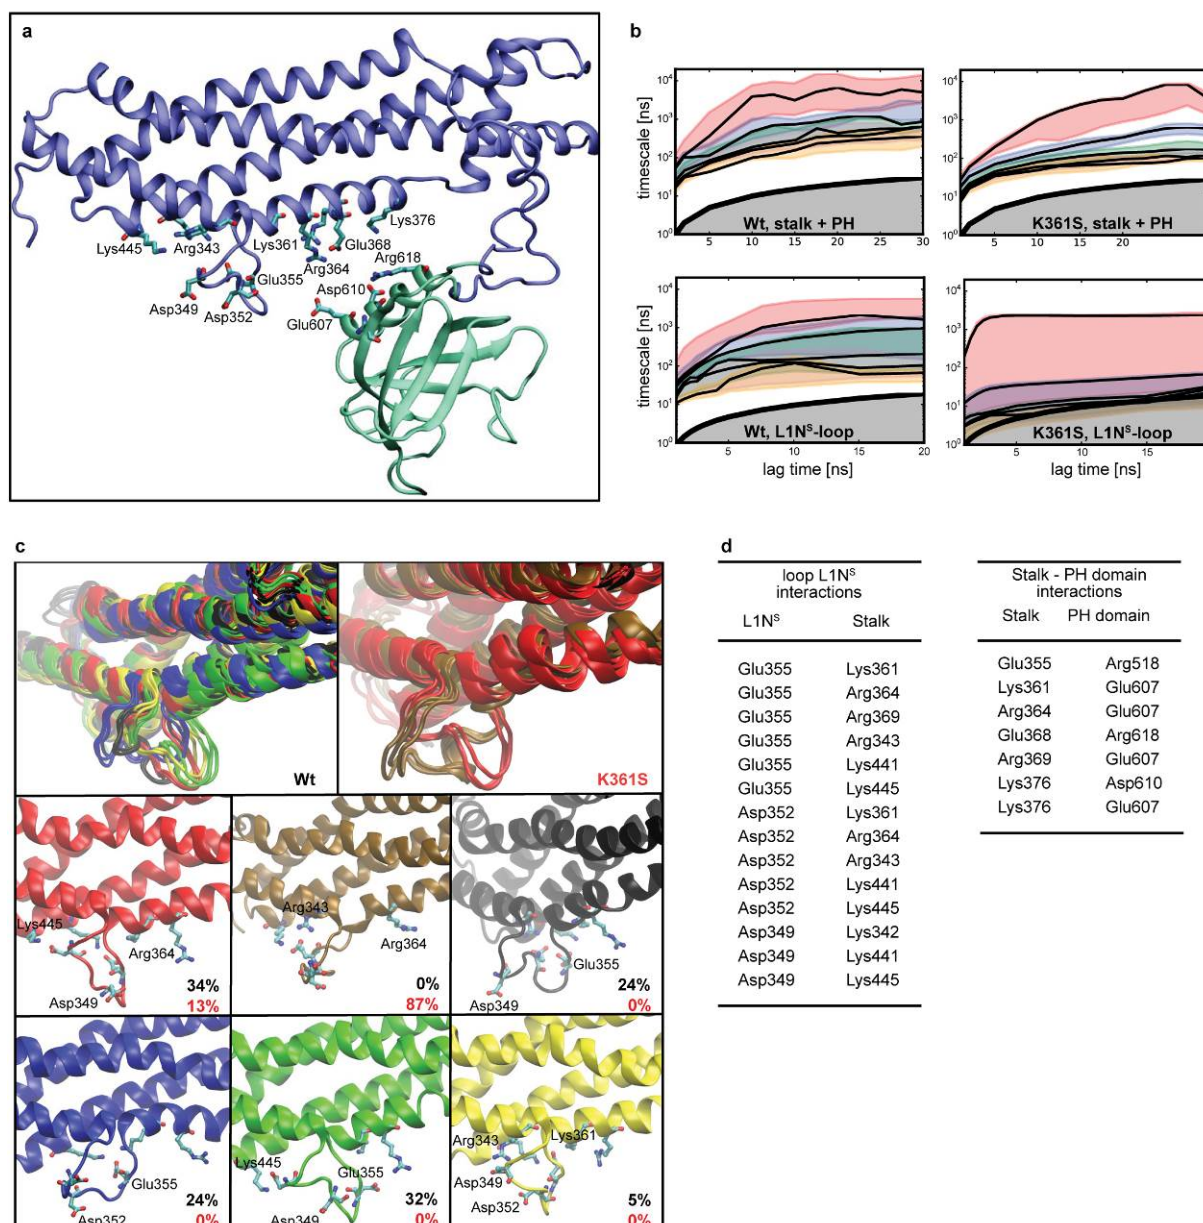 a
Lys445
Arg343
Lys361
Glu368
Lys376
Arg364
Arg618
Glu355
Asp610
Asp349
Asp352
Glu607
b
timescale [ns]
10⁴
10³
10²
10¹
10⁰
Wt, stalk + PH
5 10 15 20 25 30
10⁴
10³
10²
10¹
10⁰
K361S, stalk + PH
5 10 15 20
timescale [ns]
10⁴
10³
10²
10¹
10⁰
Wt, L1Nˢ-loop
5 10 15 20
lag time [ns]
10⁴
10³
10²
10¹
10⁰
K361S, L1Nˢ-loop
5 10 15
lag time [ns]
c
Wt
K361S
Lys445
Arg364
Asp349
34%
13%
Arg343
Arg364
0%
87%
Glu355
Asp349
24%
0%
Glu355
Asp352
24%
0%
Lys445
Glu355
Asp349
32%
0%
Arg343
Lys361
Asp349
Asp352
5%
0%
d
loop L1Nˢ
interactions
L1Nˢ Stalk
Glu355 Lys361
Glu355 Arg364
Glu355 Arg369
Glu355 Arg343
Glu355 Lys441
Glu355 Lys445
Asp352 Lys361
Asp352 Arg364
Asp352 Arg343
Asp352 Lys441
Asp352 Lys445
Asp349 Lys342
Asp349 Lys441
Asp349 Lys445
Stalk - PH domain
interactions
Stalk PH domain
Glu355 Arg518
Lys361 Glu607
Arg364 Glu607
Glu368 Arg618
Arg369 Glu607
Lys376 Asp610
Lys376 Glu607